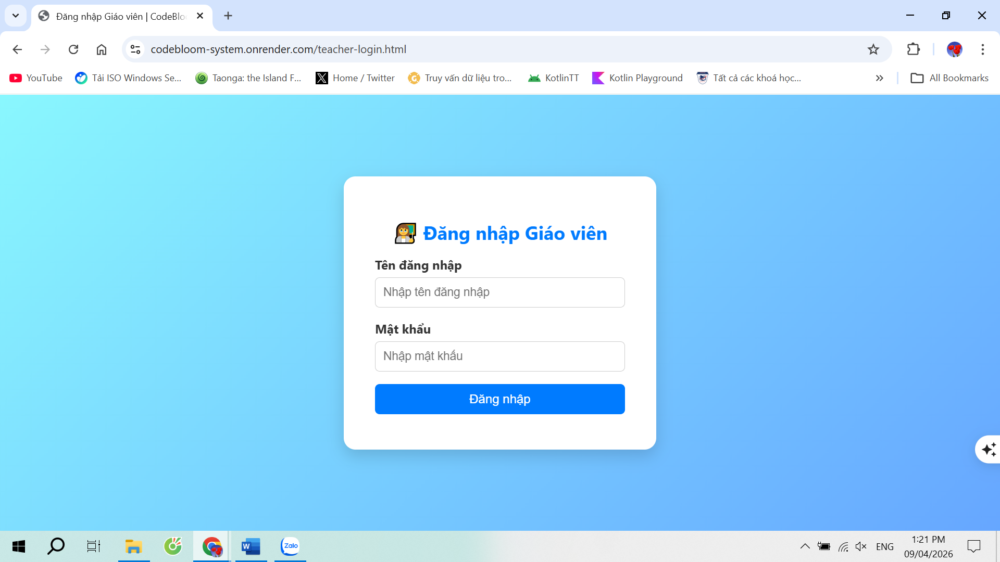 Đăng nhập Giáo viên | CodeBlo
codebloom-system.onrender.com/teacher-login.html
YouTube
Tải ISO Windows Se...
Taonga: the Island F...
Home / Twitter
Truy vấn dữ liệu tro...
KotlinTT
Kotlin Playground
Tất cả các khoá học...
All Bookmarks
Đăng nhập Giáo viên
Tên đăng nhập
Nhập tên đăng nhập
Mật khẩu
Nhập mật khẩu
Đăng nhập
W
Zalo
ENG
1:21 PM
09/04/2026